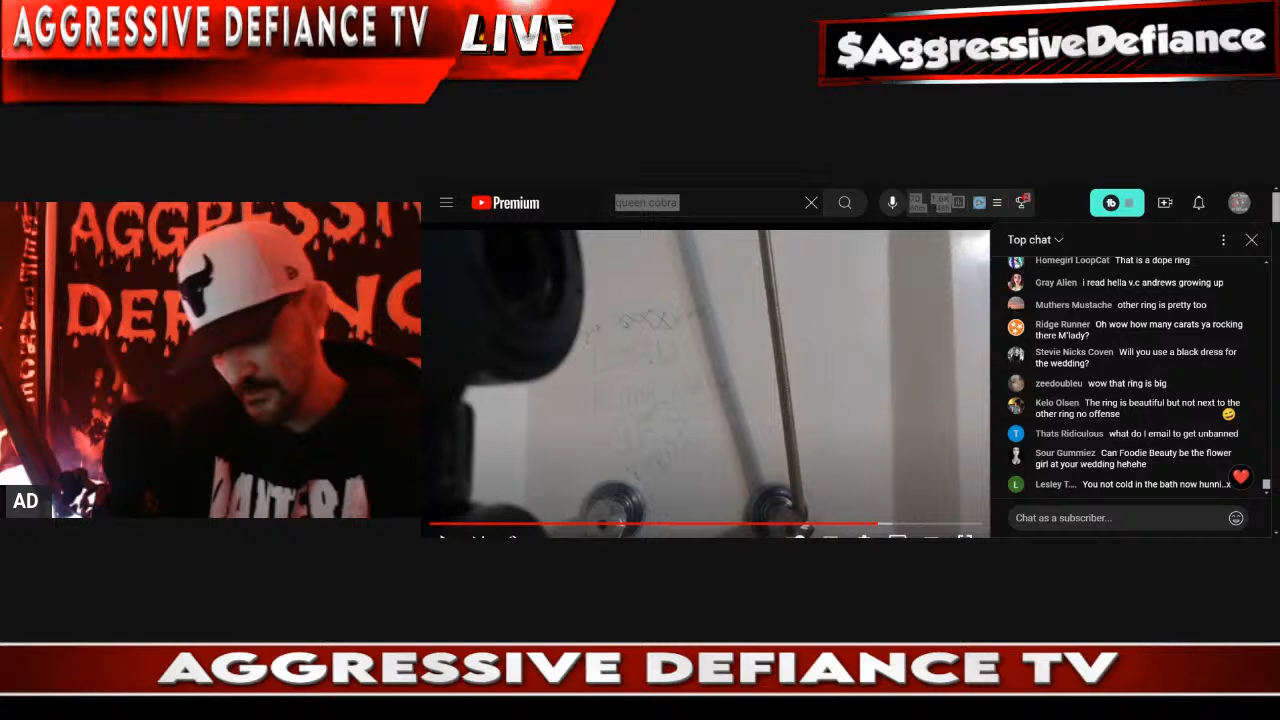 AGGRESSIVE DEFIANCE TV
LIVE
$AggressiveDefiance
AGGRESSIVE
AD
PANTERA
Premium
queen cobra
Top chat
Homegirl LoopCat That is a dope ring
Gray Alien i read hella v.c andrews growing up
Muthers Mustache other ring is pretty too
Ridge Runner Oh wow how many carats ya rocking
there M'lady?
Stevie Nicks Coven Will you use a black dress for
the wedding?
zeedoubleu wow that ring is big
Kelo Olsen The ring is beautiful but not next to the
other ring no offense
Thats Ridiculous what do I email to get unbanned
Sour Gummiez Can Foodie Beauty be the flower
girl at your wedding hehehe
Lesley T.... You not cold in the bath now hunni..x
Chat as a subscriber...
AGGRESSIVE DEFIANCE TV